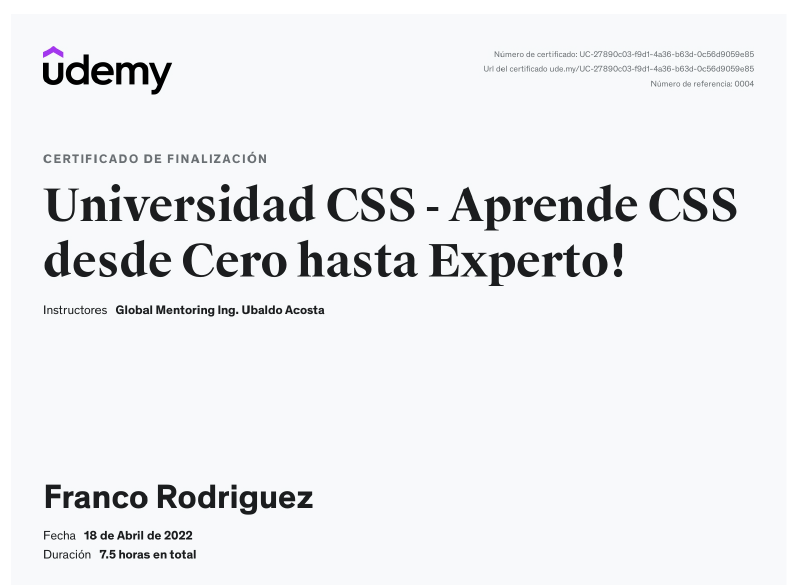 udemy
Número de certificado: UC-27890c03-f9d1-4a36-b63d-0c56d9059e85
Url del certificado ude.my/UC-27890c03-f9d1-4a36-b63d-0c56d9059e85
Número de referencia: 0004
CERTIFICADO DE FINALIZACIÓN
Universidad CSS - Aprende CSS
desde Cero hasta Experto!
Instructores Global Mentoring Ing. Ubaldo Acosta
Franco Rodriguez
Fecha 18 de Abril de 2022
Duración 7.5 horas en total